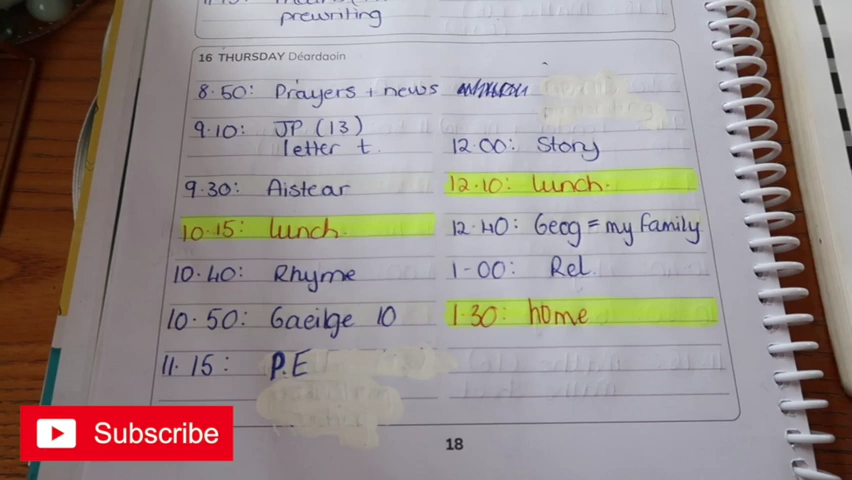 prewriting
16 THURSDAY Déardaoin
8.50: Prayers + news
9.10: JP (13)
letter t.
9.30: Aistear
10.15: lunch.
10.40: Rhyme
10.50: Gaeilge 10
11.15: P.E
12.00: Story
12.10: lunch.
12.40: Geog = my family
1-00: Rel.
1.30: home
18
Subscribe